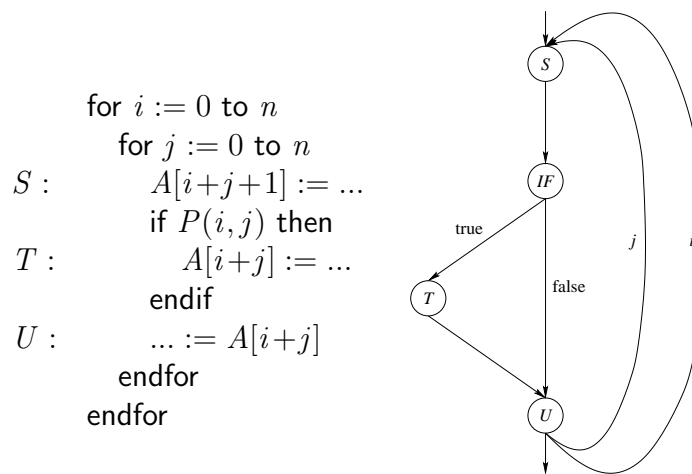 for i := 0 to n
for j := 0 to n
S : A[i+j+1] := ...
if P(i, j) then
T : A[i+j] := ...
endif
U : ... := A[i+j]
endfor
endfor
S
IF
true
j
T
false
U